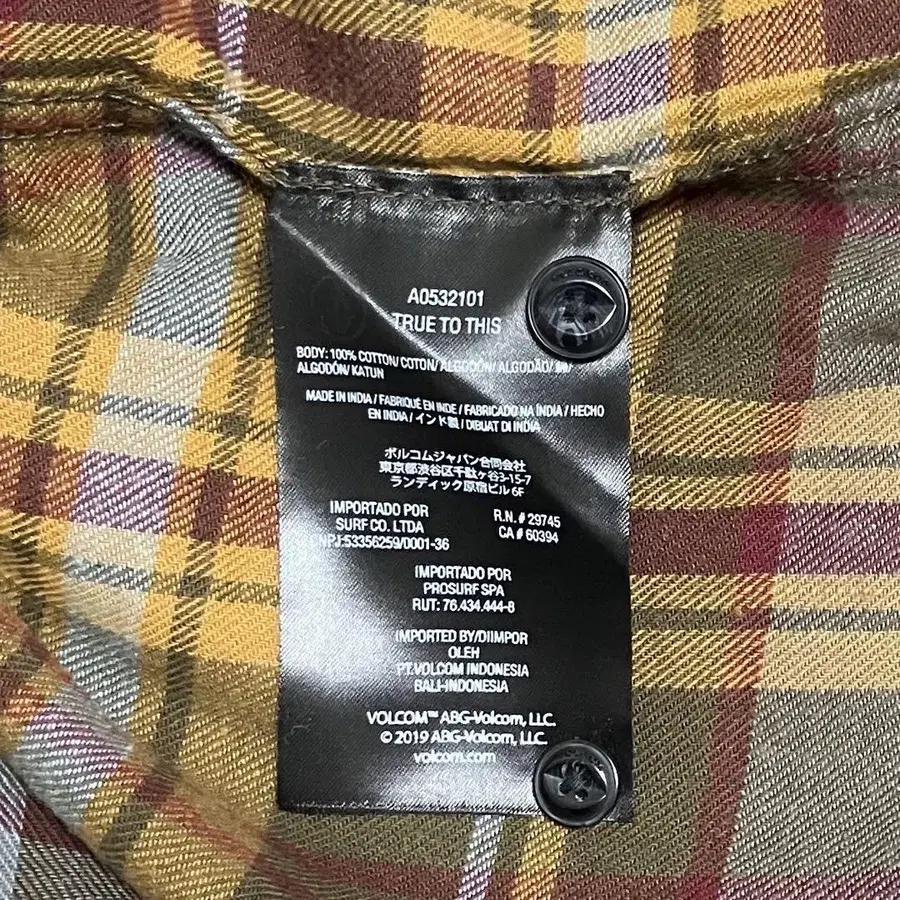 A0532101
TRUE TO THIS
BODY: 100% COTTON/ COTON/ ALGODÓN/ ALGODÃO/ 綿/
ALGODÓN/ KATUN
MADE IN INDIA / FABRIQUÉ EN INDE / FABRICADO NA ÍNDIA / HECHO
EN INDIA / インド製 / DIBUAT DI INDIA
ボルコムジャパン合同会社
東京都渋谷区千駄ヶ谷3-15-7
ランディック原宿ビル 6F
IMPORTADO POR
SURF CO. LTDA
NPJ:53356259/0001-36
R.N. # 29745
CA # 60394
IMPORTADO POR
PROSURF SPA
RUT: 76.434.444-8
IMPORTED BY/DIIMPOR
OLEH
PT.VOLCOM INDONESIA
BALI-INDONESIA
VOLCOM™ ABG-Volcom, LLC.
© 2019 ABG-Volcom, LLC.
volcom.com